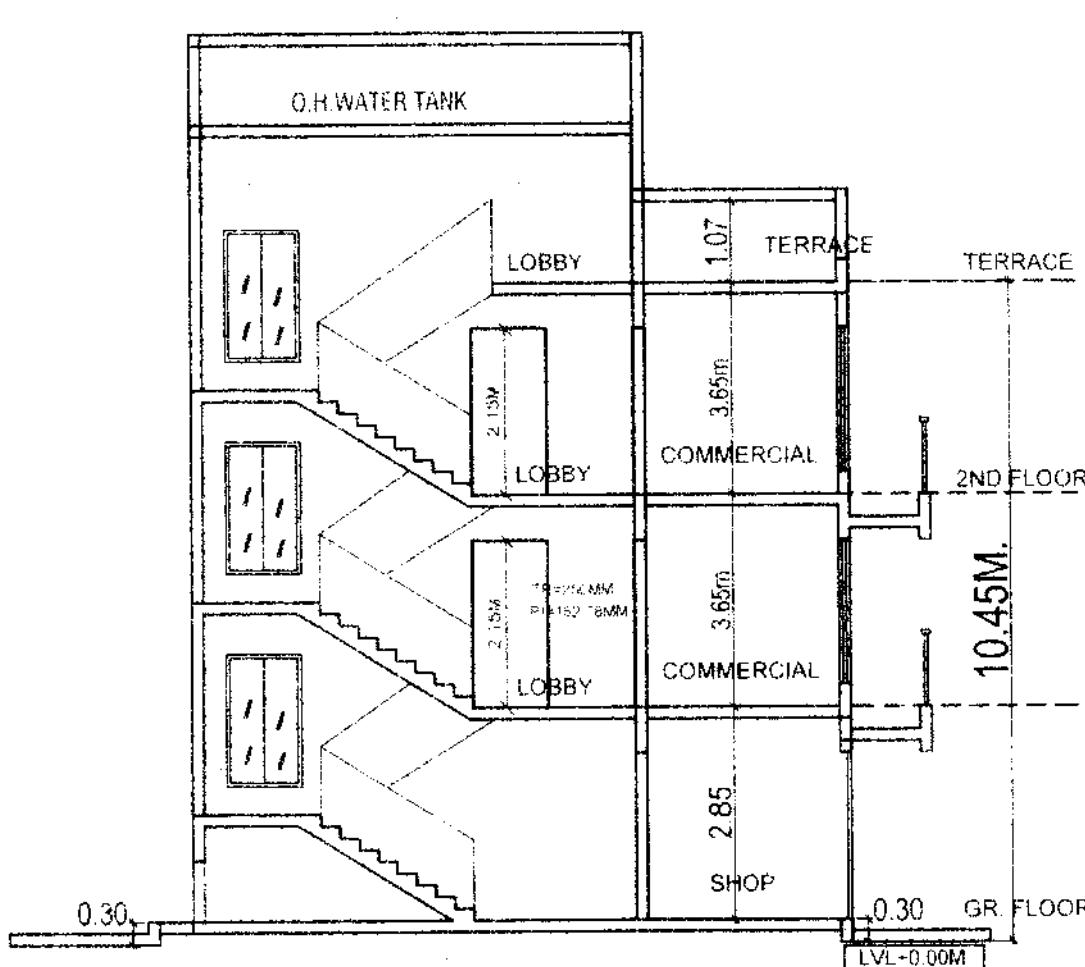 O.H.WATER TANK
1.07
TERRACE
LOBBY
TERRACE
2.13M
3.65m
COMMERCIAL
LOBBY
2ND FLOOR
2.15M
3.65m
10.45M.
COMMERCIAL
LOBBY
2.85
SHOP
0.30
0.30
GR. FLOOR
LVL+0.00M